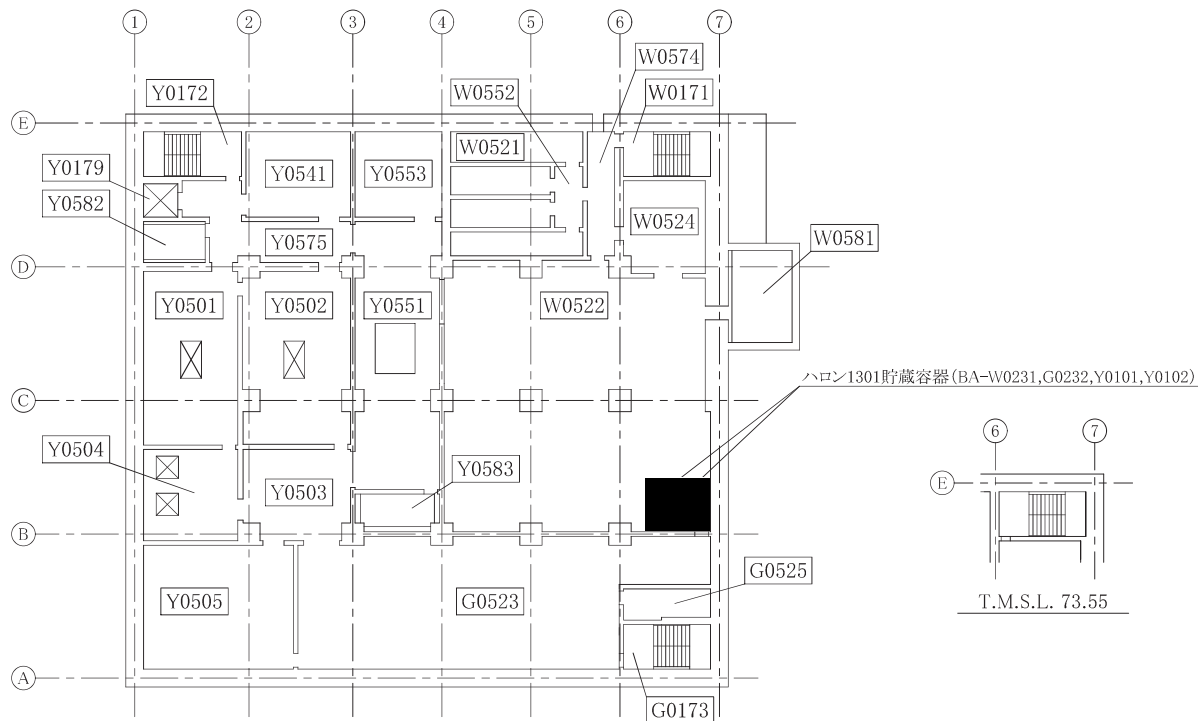 ① ② ③ ④ ⑤ ⑥ ⑦
W0574
Y0172
W0552
W0171
Ⓔ
W0521
Y0179
Y0541
Y0553
Y0582
W0524
Y0575
W0581
Ⓓ
Y0501
Y0502
Y0551
W0522
ハロン1301貯蔵容器(BA-W0231,G0232,Y0101,Y0102)
Ⓒ
⑥ ⑦
Y0504
Y0583
Ⓔ
Y0503
Ⓑ
G0525
Y0505
G0523
T.M.S.L. 73.55
Ⓐ
G0173